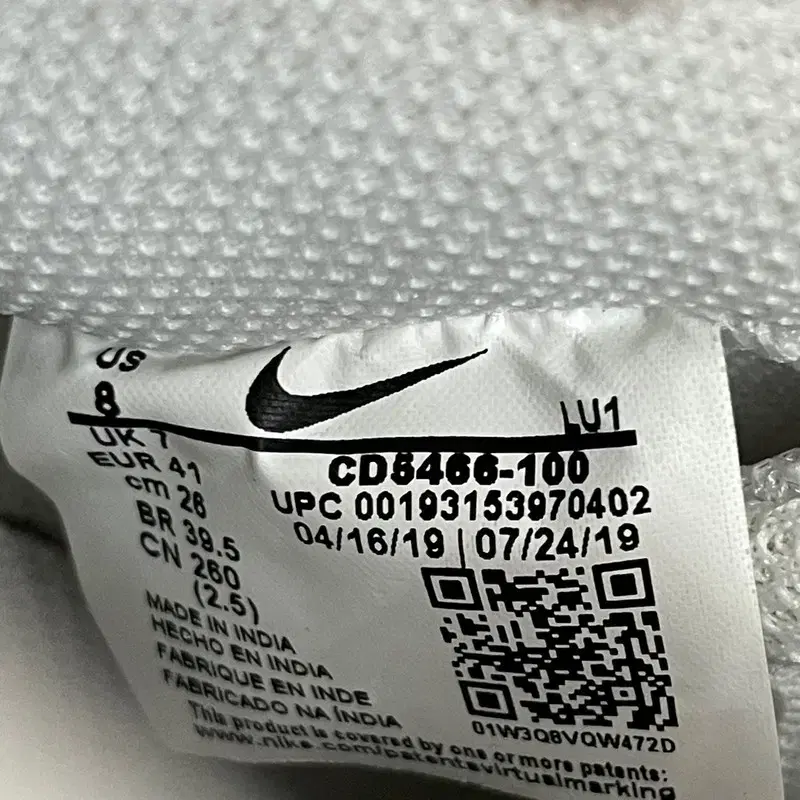 US
8
LU1
UK 7
EUR 41
cm 26
BR 39.5
CN 260
(2.5)
CD5466-100
UPC 00193153970402
04/16/19 | 07/24/19
MADE IN INDIA
HECHO EN INDIA
FABRIQUE EN INDE
FABRICADO NA ÍNDIA
01W3Q8VQW472D
This product is covered by one or more patents:
www.nike.com/patentsvirtualmarking